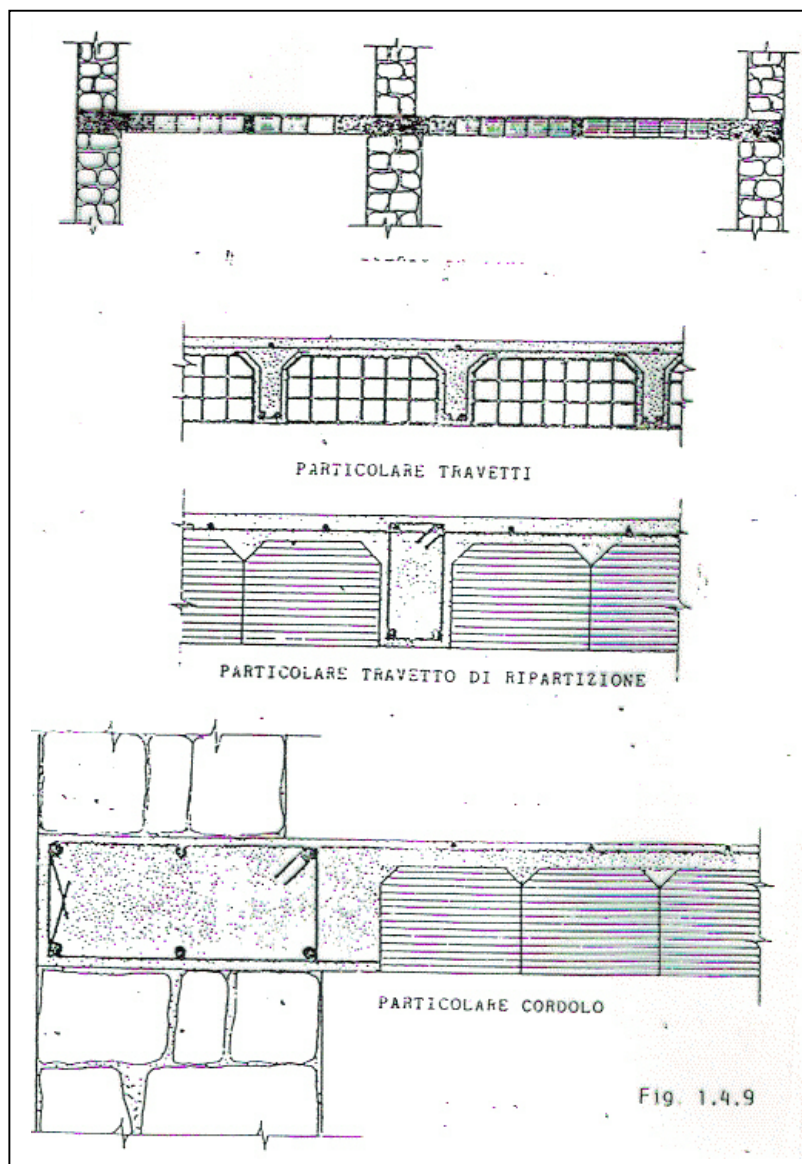 PARTICOLARE TRAVETTI
PARTICOLARE TRAVETTO DI RIPARTIZIONE
PARTICOLARE CORDOLO
Fig. 1.4.9